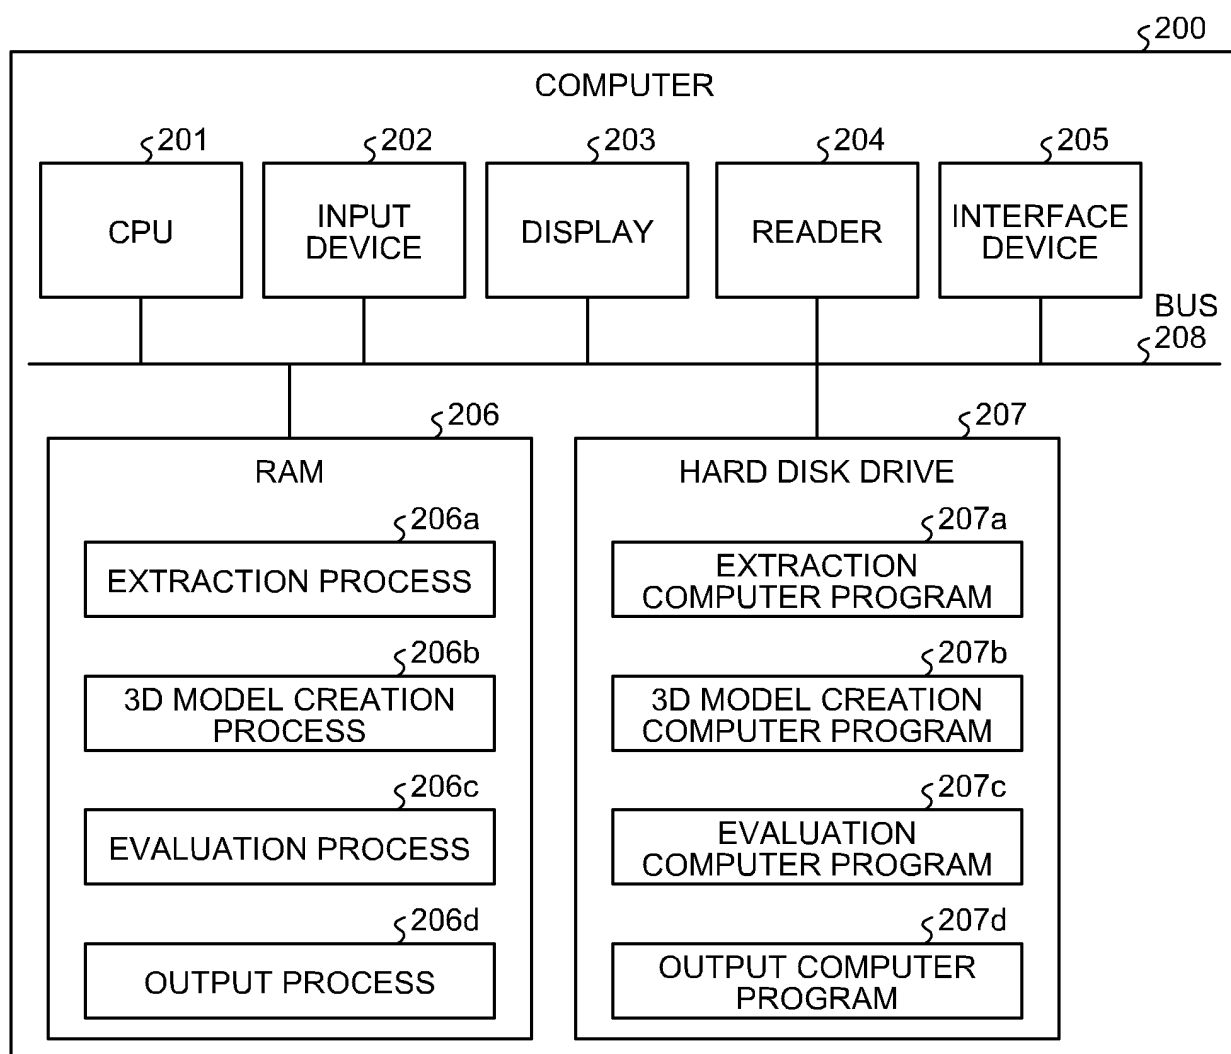 200
COMPUTER
201
202
203
204
205
CPU
INPUT
DEVICE
DISPLAY
READER
INTERFACE
DEVICE
BUS
208
206
207
RAM
HARD DISK DRIVE
206a
207a
EXTRACTION PROCESS
EXTRACTION
COMPUTER PROGRAM
206b
207b
3D MODEL CREATION
PROCESS
3D MODEL CREATION
COMPUTER PROGRAM
206c
207c
EVALUATION PROCESS
EVALUATION
COMPUTER PROGRAM
206d
207d
OUTPUT PROCESS
OUTPUT COMPUTER
PROGRAM